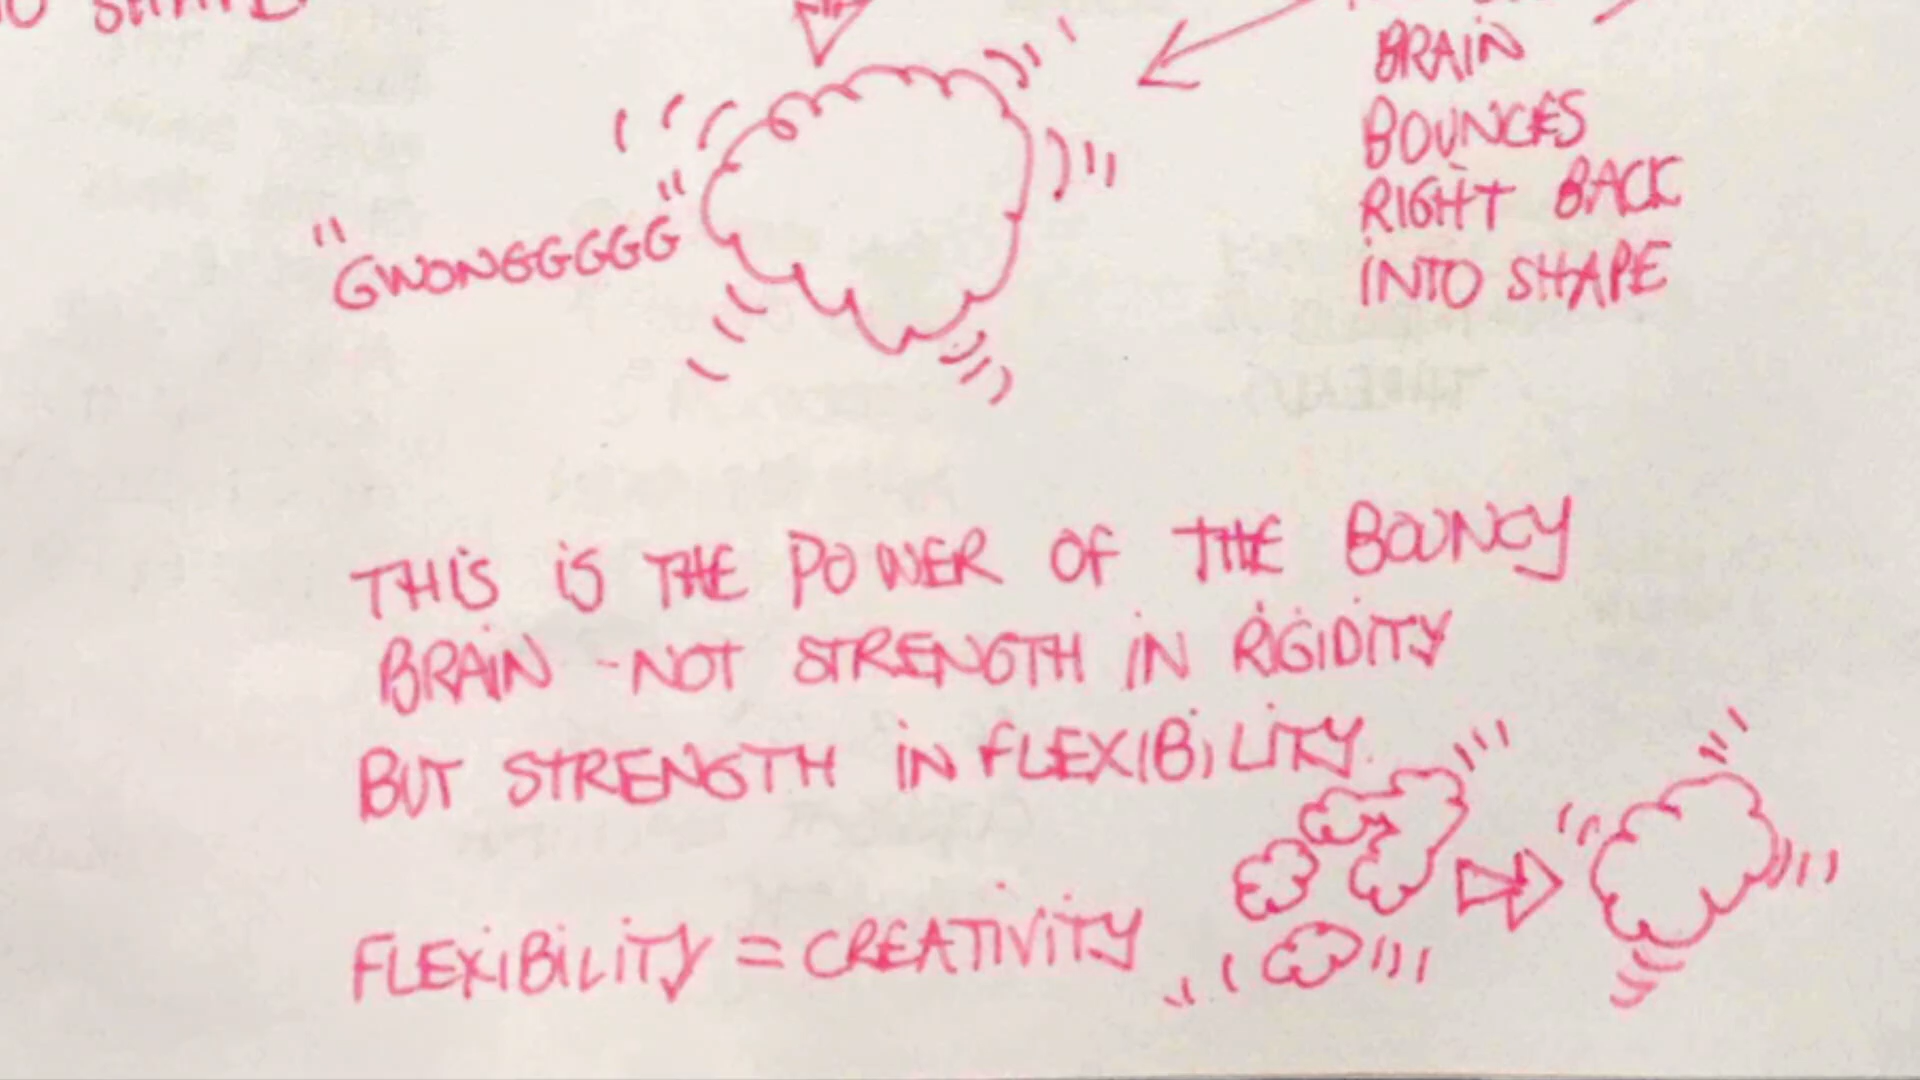 SHAPE
BRAIN
BOUNCES
RIGHT BACK
INTO SHAPE
"GWONGGGGG"
THIS IS THE POWER OF THE BOUNCY
BRAIN - NOT STRENGTH IN RIGIDITY
BUT STRENGTH IN FLEXIBILITY.
FLEXIBILITY = CREATIVITY